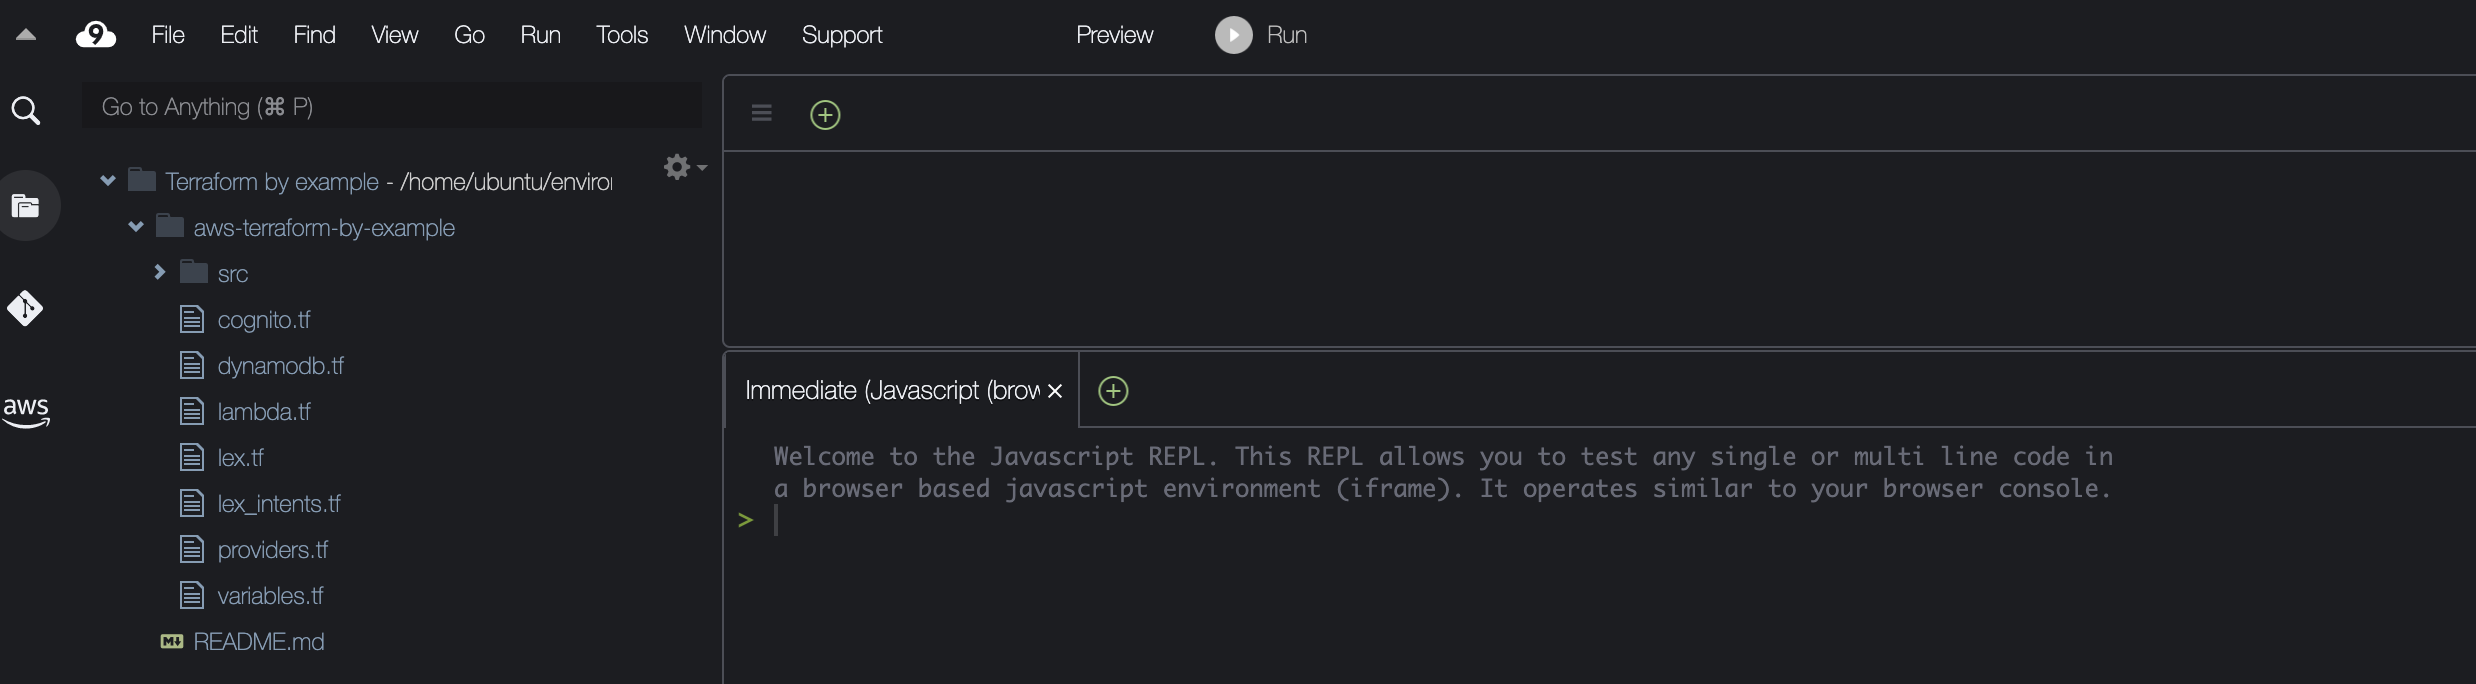 9 File Edit Find View Go Run Tools Window Support Preview Run
Go to Anything (⌘ P)
Terraform by example - /home/ubuntu/enviro
aws-terraform-by-example
src
cognito.tf
dynamodb.tf
lambda.tf
lex.tf
lex_intents.tf
providers.tf
variables.tf
M↓ README.md
aws
Immediate (Javascript (brow
Welcome to the Javascript REPL. This REPL allows you to test any single or multi line code in
a browser based javascript environment (iframe). It operates similar to your browser console.
>